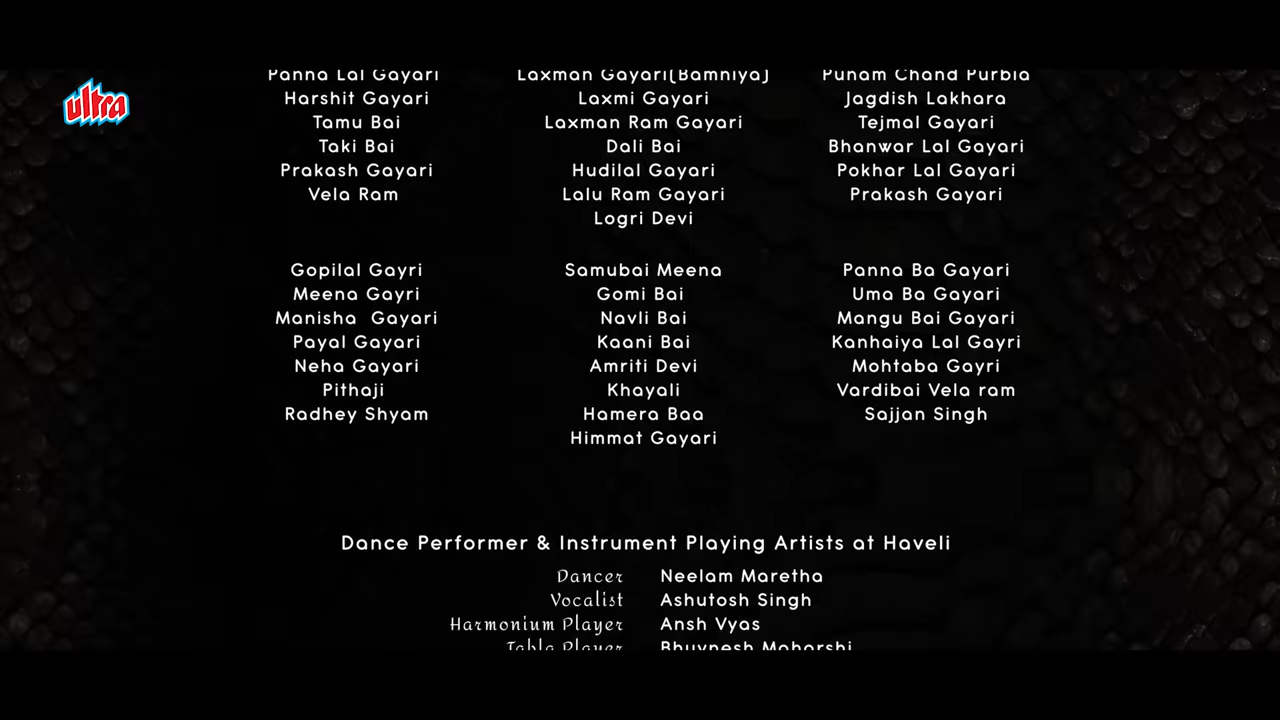 ultra
Panna Lal Gayari Laxman Gayari(Bamniya) Punam Chand Purbia
Harshit Gayari Laxmi Gayari Jagdish Lakhara
Tamu Bai Laxman Ram Gayari Tejmal Gayari
Taki Bai Dali Bai Bhanwar Lal Gayari
Prakash Gayari Hudilal Gayari Pokhar Lal Gayari
Vela Ram Lalu Ram Gayari Prakash Gayari
Logri Devi
Gopilal Gayri Samubai Meena Panna Ba Gayari
Meena Gayri Gomi Bai Uma Ba Gayari
Manisha Gayari Navli Bai Mangu Bai Gayari
Payal Gayari Kaani Bai Kanhaiya Lal Gayri
Neha Gayari Amriti Devi Mohtaba Gayri
Pithaji Khayali Vardibai Vela ram
Radhey Shyam Hamera Baa Sajjan Singh
Himmat Gayari
Dance Performer & Instrument Playing Artists at Haveli
Dancer Neelam Maretha
Vocalist Ashutosh Singh
Harmonium Player Ansh Vyas
Tabla Player Bhuvnesh Maharshi